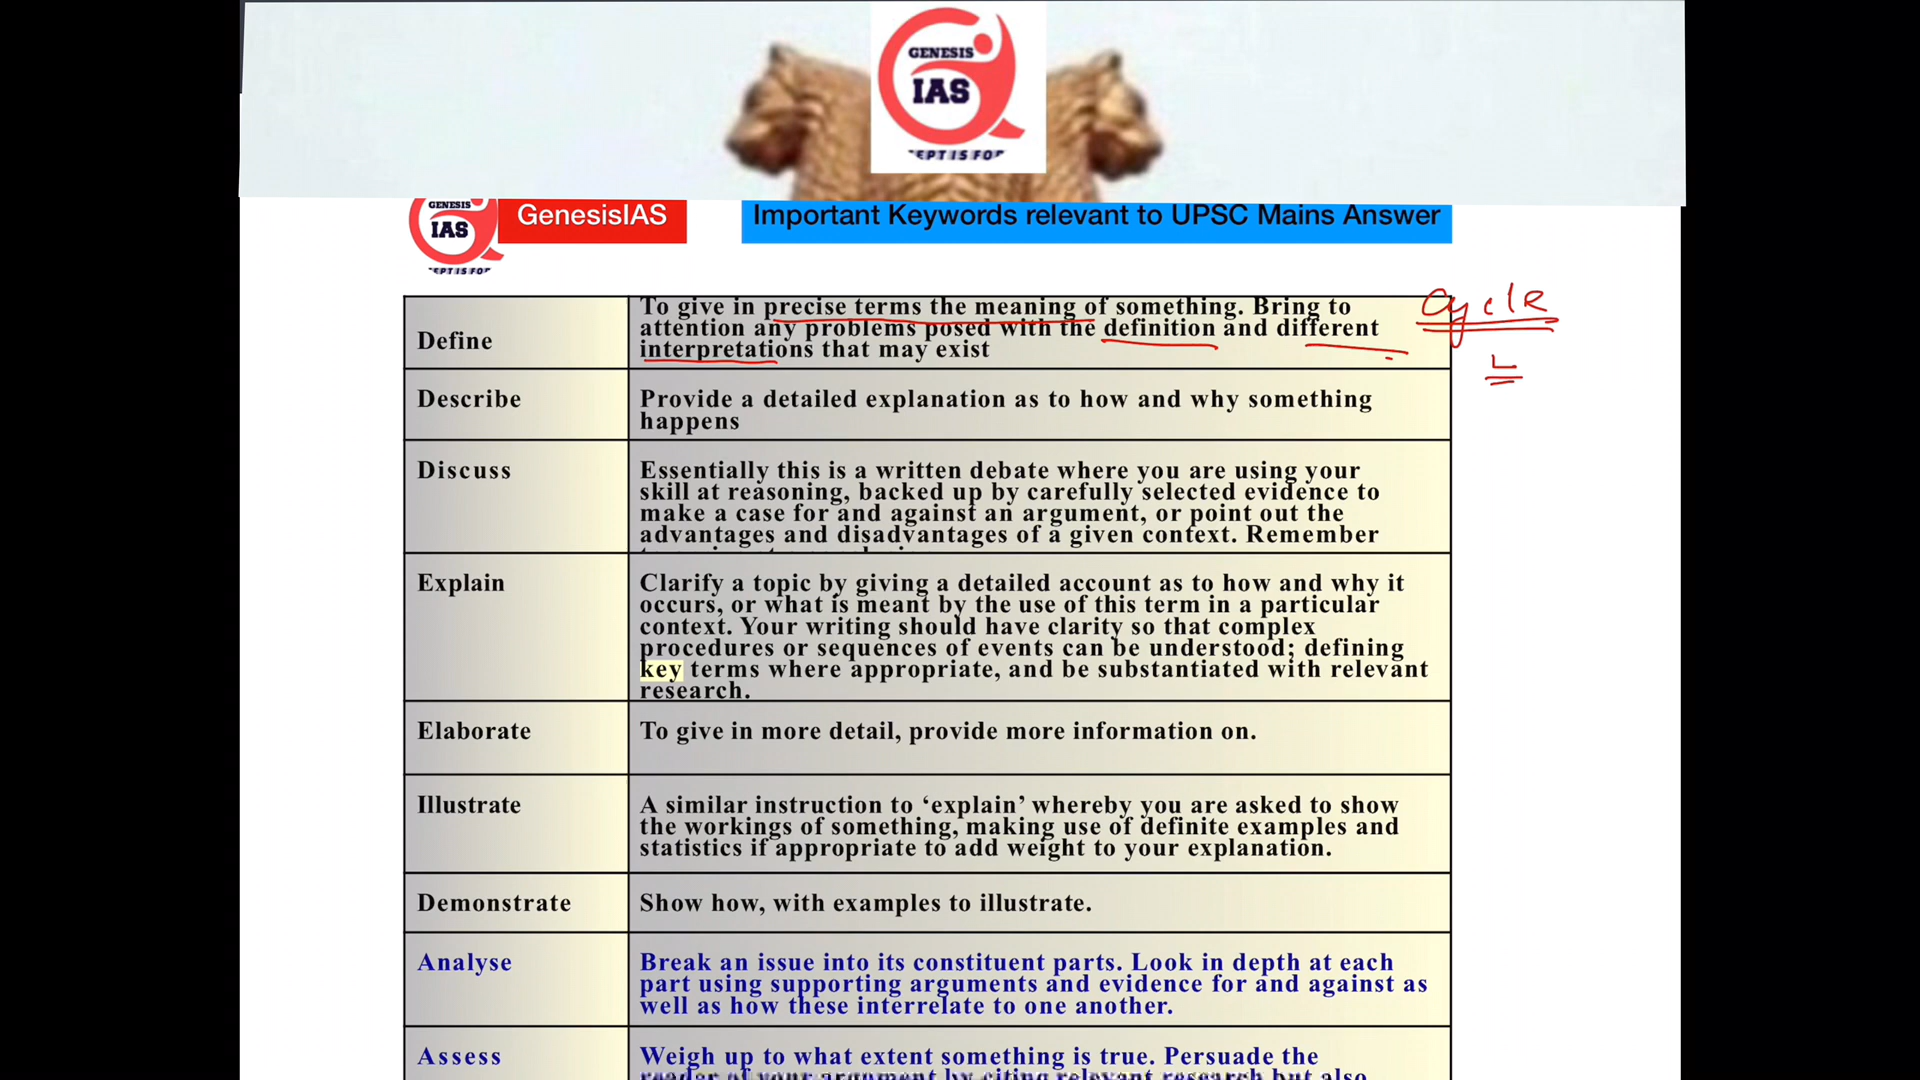 GENESIS
IAS
GENESIS
IAS
GenesisIAS
Important Keywords relevant to UPSC Mains Answer
Define
To give in precise terms the meaning of something. Bring to
attention any problems posed with the definition and different
interpretations that may exist
cycle
Describe
Provide a detailed explanation as to how and why something
happens
Discuss
Essentially this is a written debate where you are using your
skill at reasoning, backed up by carefully selected evidence to
make a case for and against an argument, or point out the
advantages and disadvantages of a given context. Remember
Explain
Clarify a topic by giving a detailed account as to how and why it
occurs, or what is meant by the use of this term in a particular
context. Your writing should have clarity so that complex
procedures or sequences of events can be understood; defining
key terms where appropriate, and be substantiated with relevant
research.
Elaborate
To give in more detail, provide more information on.
Illustrate
A similar instruction to ‘explain’ whereby you are asked to show
the workings of something, making use of definite examples and
statistics if appropriate to add weight to your explanation.
Demonstrate
Show how, with examples to illustrate.
Analyse
Break an issue into its constituent parts. Look in depth at each
part using supporting arguments and evidence for and against as
well as how these interrelate to one another.
Assess
Weigh up to what extent something is true. Persuade the
reader of your argument by citing relevant research but also